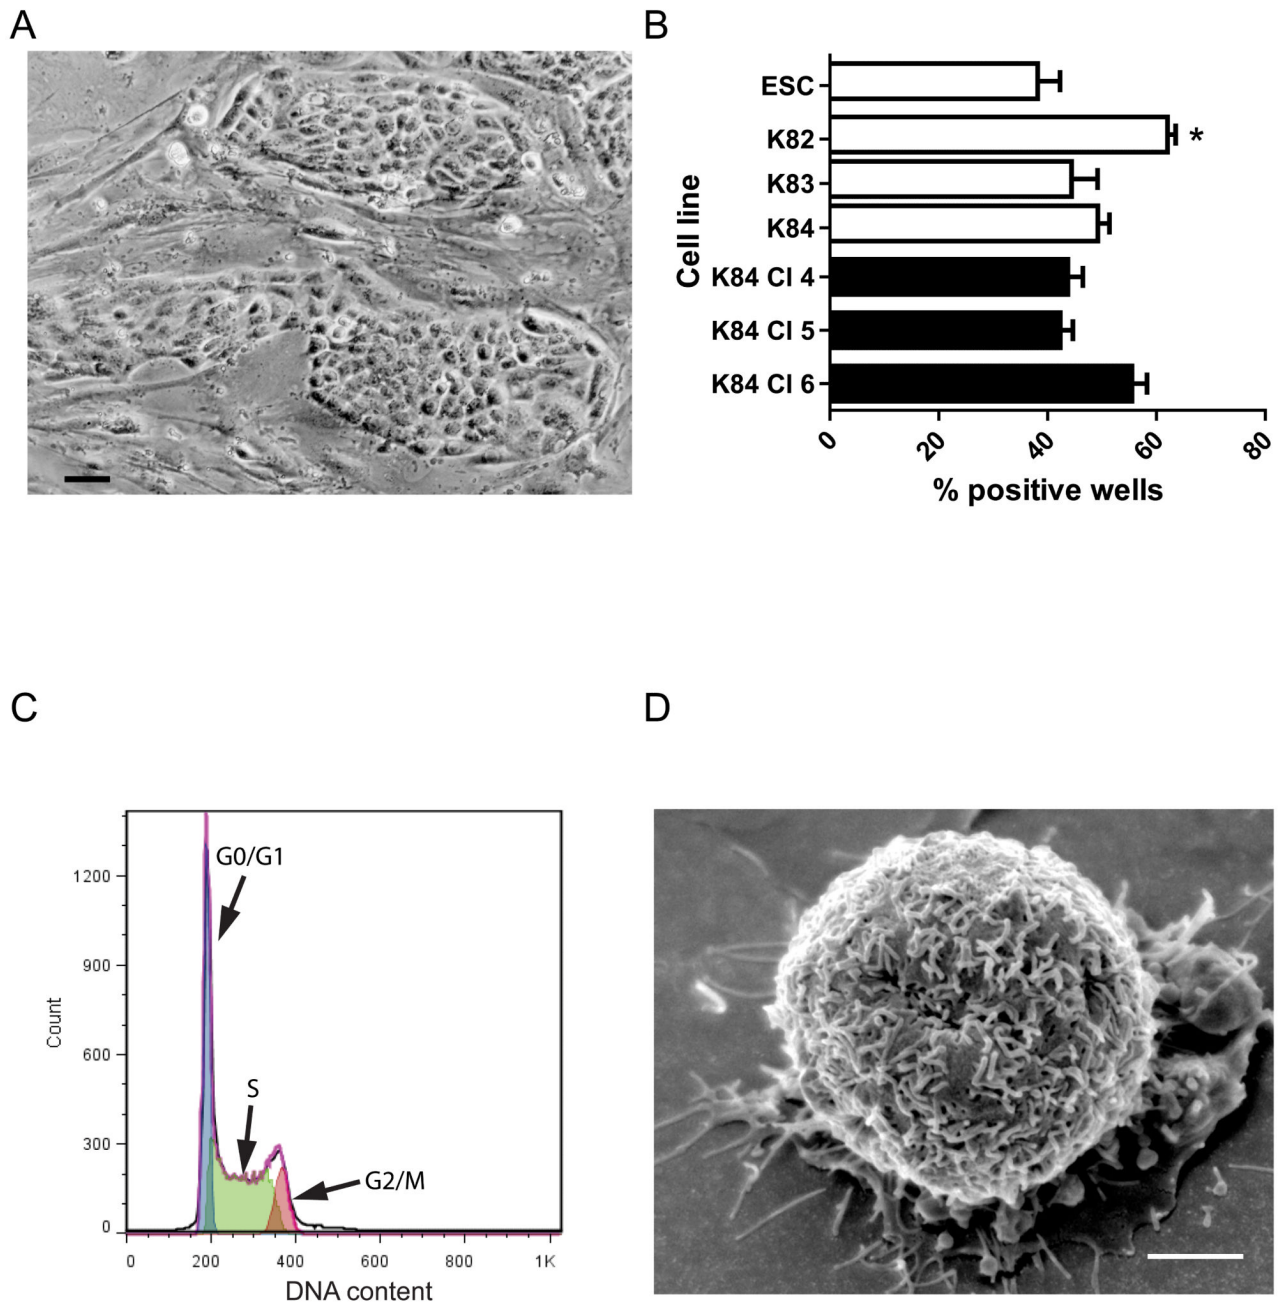 A
B
ESC
K82
*
K83
K84
K84 Cl 4
K84 Cl 5
K84 Cl 6
Cell line
0 20 40 60 80
% positive wells
C
D
1200
900
600
300
0
Count
G0/G1
S
G2/M
0 200 400 600 800 1K
DNA content